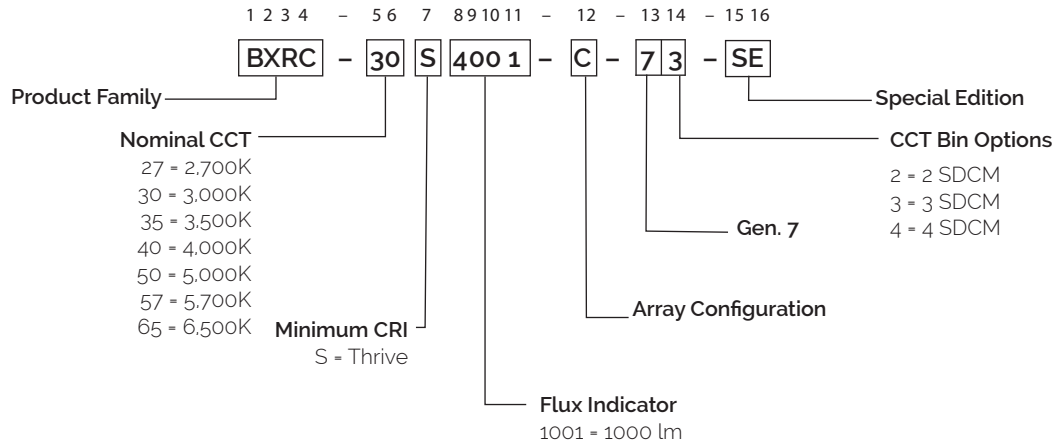 1 2 3 4 – 5 6 7 8 9 10 11 – 12 – 13 14 – 15 16
BXRC – 30 S 400 1 – C – 7 3 – SE
Product Family
Special Edition
Nominal CCT
27 = 2,700K
30 = 3,000K
35 = 3,500K
40 = 4,000K
50 = 5,000K
57 = 5,700K
65 = 6,500K
CCT Bin Options
2 = 2 SDCM
3 = 3 SDCM
4 = 4 SDCM
Gen. 7
Array Configuration
Minimum CRI
S = Thrive
Flux Indicator
1001 = 1000 lm